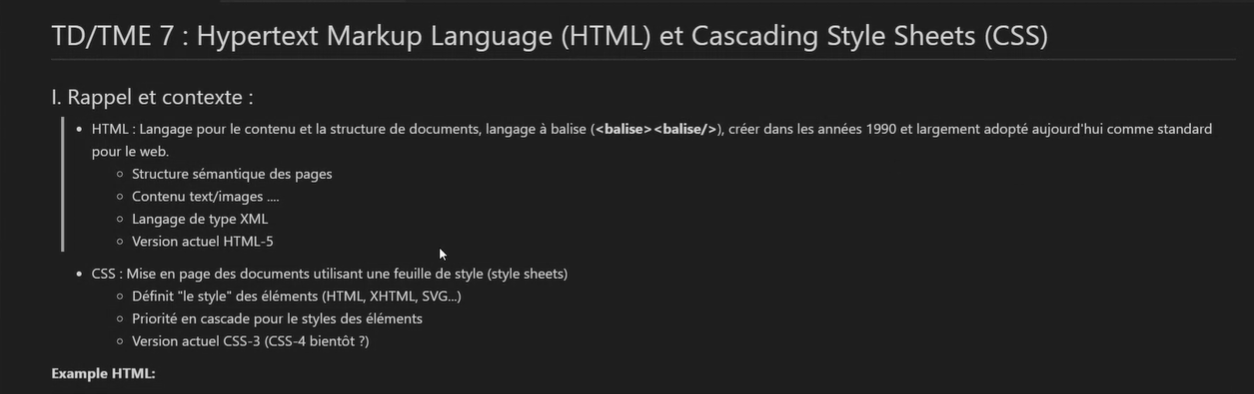 TD/TME 7 : Hypertext Markup Language (HTML) et Cascading Style Sheets (CSS)
I. Rappel et contexte :
• HTML : Langage pour le contenu et la structure de documents, langage à balise (<balise><balise/>), créer dans les années 1990 et largement adopté aujourd'hui comme standard
pour le web.
◦ Structure sémantique des pages
◦ Contenu text/images ....
◦ Langage de type XML
◦ Version actuel HTML-5
• CSS : Mise en page des documents utilisant une feuille de style (style sheets)
◦ Définit "le style" des éléments (HTML, XHTML, SVG...)
◦ Priorité en cascade pour le styles des éléments
◦ Version actuel CSS-3 (CSS-4 bientôt ?)
Example HTML: